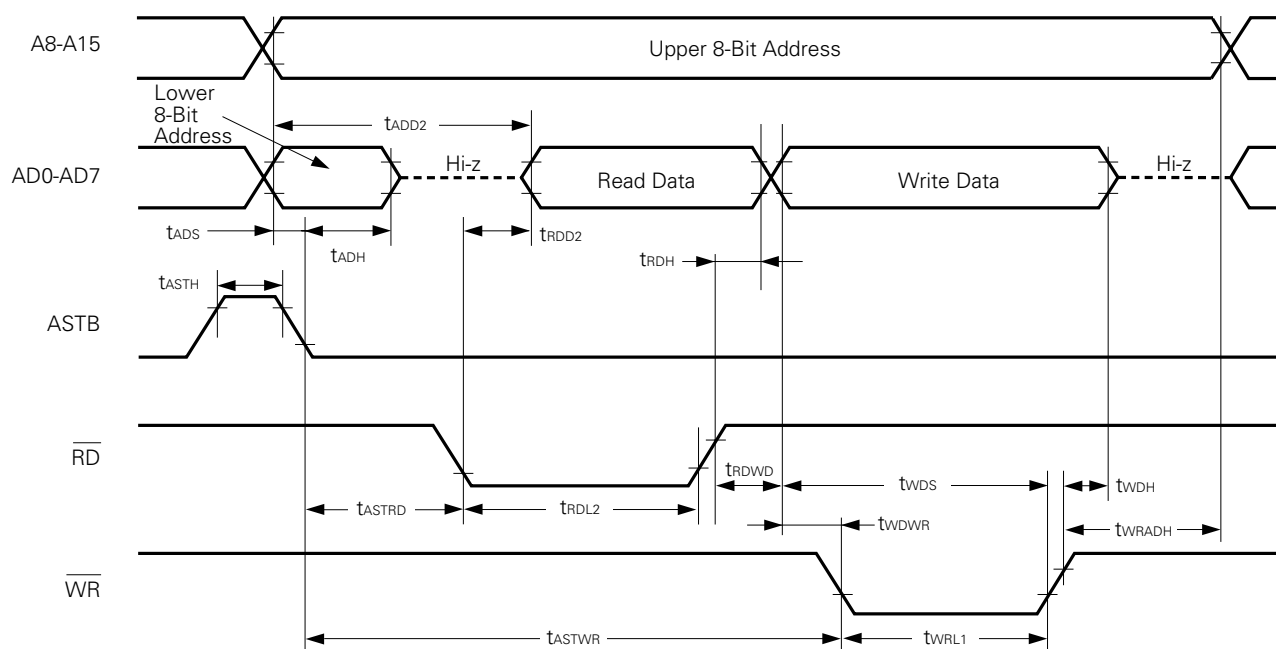 A8-A15
Upper 8-Bit Address
Lower
8-Bit
Address
tADD2
AD0-AD7
Hi-z
Read Data
Write Data
Hi-z
tADS
tADH
tRDD2
tRDH
tASTH
ASTB
RD
tRDWD
tWDS
tWDH
tASTRD
tRDL2
tWDWR
tWRADH
WR
tASTWR
tWRL1